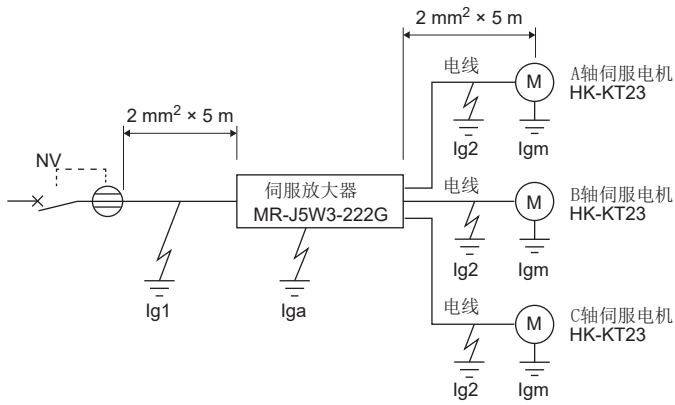 2 mm² × 5 m
电线
A轴伺服电机
HK-KT23
M
2 mm² × 5 m
Ig2
Igm
NV
伺服放大器
MR-J5W3-222G
电线
B轴伺服电机
HK-KT23
M
Ig2
Igm
Ig1
Iga
电线
C轴伺服电机
HK-KT23
M
Ig2
Igm